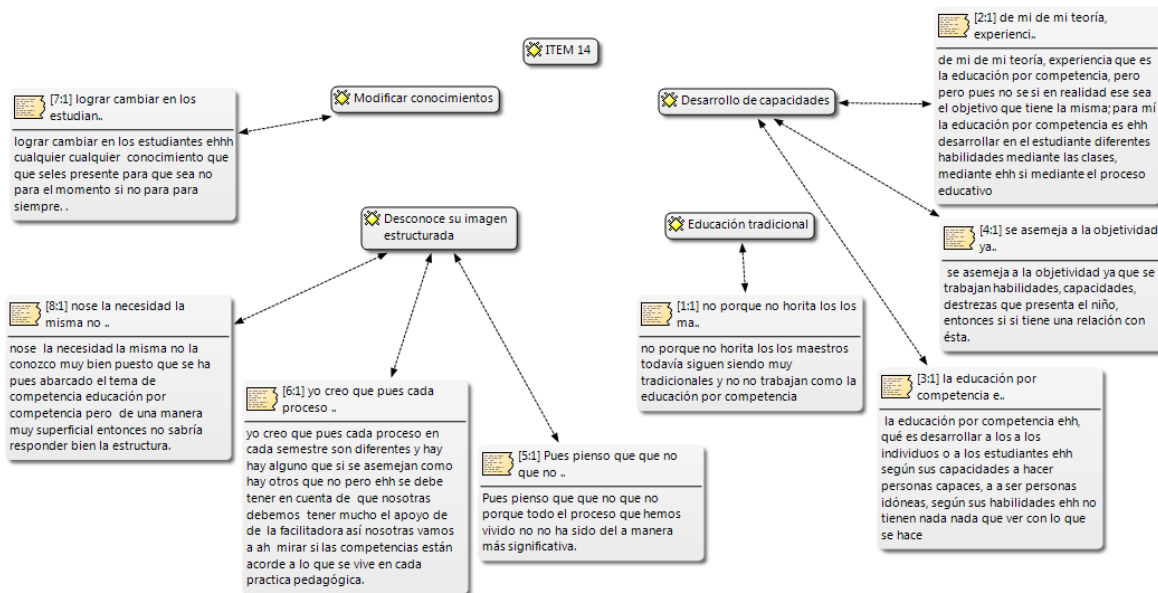 ITEM 14
Modificar conocimientos
[7:1] lograr cambiar en los
estudian..
lograr cambiar en los estudiantes ehhh
cualquier cualquier conocimiento que
que seles presente para que sea no
para el momento si no para para
siempre. .
Desarrollo de capacidades
[2:1] de mi de mi teoría,
experienci..
de mi de mi teoría, experiencia que es
la educación por competencia, pero
pero pues no se si en realidad ese sea
el objetivo que tiene la misma; para mí
la educación por competencia es ehh
desarrollar en el estudiante diferentes
habilidades mediante las clases,
mediante ehh si mediante el proceso
educativo
Desconoce su imagen
estructurada
Educación tradicional
[4:1] se asemeja a la objetividad
ya..
se asemeja a la objetividad ya que se
trabajan habilidades, capacidades,
destrezas que presenta el niño,
entonces si si tiene una relación con
ésta.
[8:1] nose la necesidad la
misma no ..
nose la necesidad la misma no la
conozco muy bien puesto que se ha
pues abarcado el tema de
competencia educación por
competencia pero de una manera
muy superficial entonces no sabría
responder bien la estructura.
[1:1] no porque no horita los los
ma..
no porque no horita los los maestros
todavía siguen siendo muy
tradicionales y no no trabajan como la
educación por competencia
[6:1] yo creo que pues cada
proceso ..
yo creo que pues cada proceso en
cada semestre son diferentes y hay
hay alguno que si se asemejan como
hay otros que no pero ehh se debe
tener en cuenta de que nosotras
debemos tener mucho el apoyo de
de la facilitadora así nosotras vamos
a ah mirar si las competencias están
acorde a lo que se vive en cada
practica pedagógica.
[5:1] Pues pienso que que no
que no ..
Pues pienso que que no que no
porque todo el proceso que hemos
vivido no no ha sido del a manera
más significativa.
[3:1] la educación por
competencia e..
la educación por competencia ehh,
qué es desarrollar a los a los
individuos o a los estudiantes ehh
según sus capacidades a hacer
personas capaces, a a ser personas
idóneas, según sus habilidades ehh no
tienen nada nada que ver con lo que
se hace